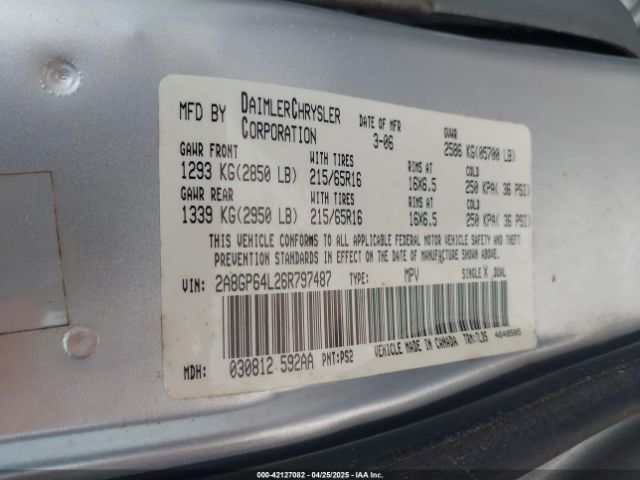 MFD BY DAIMLERCHRYSLER CORPORATION DATE OF MFR 3-06 GVWR 2586 KG(05700 LB)
GAWR FRONT WITH TIRES RIMS AT COLD
1293 KG(2850 LB) 215/65R16 16X6.5 250 KPA( 36 PSI)
GAWR REAR WITH TIRES RIMS AT COLD
1339 KG(2950 LB) 215/65R16 16X6.5 250 KPA( 36 PSI)
THIS VEHICLE CONFORMS TO ALL APPLICABLE FEDERAL MOTOR VEHICLE SAFETY AND THEFT
PREVENTION STANDARDS IN EFFECT ON THE DATE OF MANUFACTURE SHOWN ABOVE.
VIN: 2A8GP64L26R797487 TYPE: MPV SINGLE X DUAL
MDH: 030812 592AA PNT:PS2 VEHICLE MADE IN CANADA TRM:TLDS 4648505
000-42127082 - 04/25/2025 - IAA Inc.